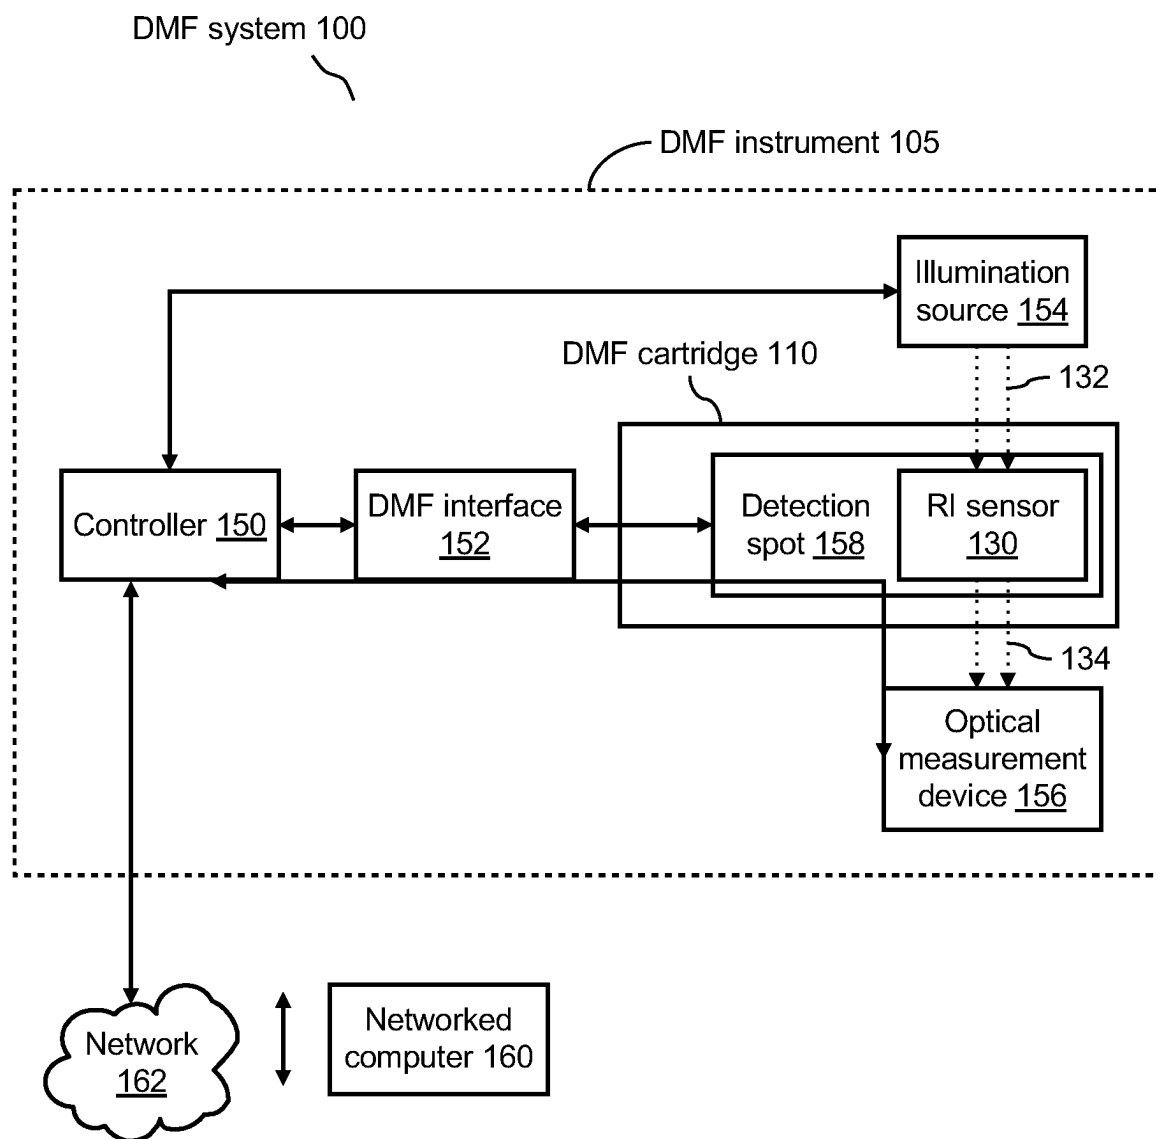 DMF system 100
DMF instrument 105
Illumination
source 154
DMF cartridge 110
132
Controller 150
DMF interface
152
Detection
spot 158
RI sensor
130
134
Optical
measurement
device 156
Network
162
Networked
computer 160